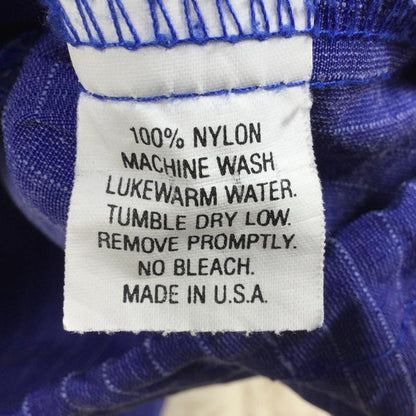 100% NYLON
MACHINE WASH
LUKEWARM WATER.
TUMBLE DRY LOW.
REMOVE PROMPTLY.
NO BLEACH.
MADE IN U.S.A.